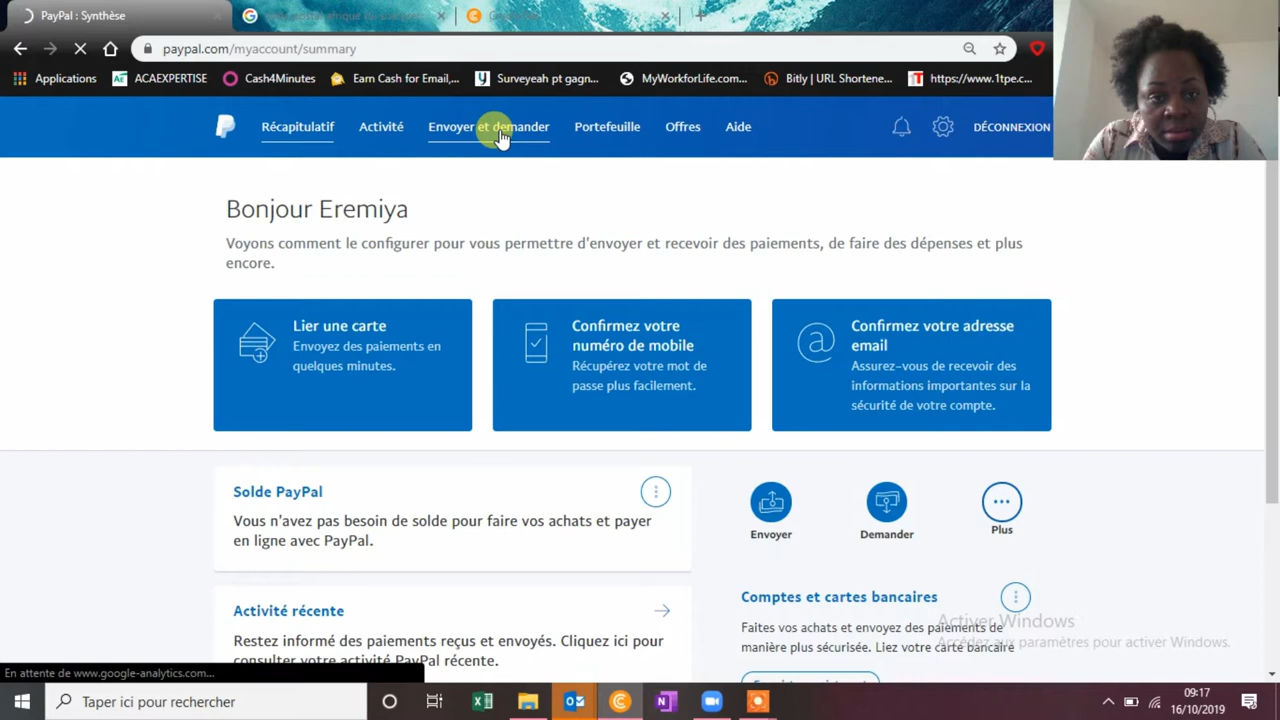 PayPal : Synthèse
paypal.com/myaccount/summary
Applications
ACAEXPERTISE
Cash4Minutes
Earn Cash for Email,...
Surveyeah pt gagn...
MyWorkforLife.com...
Bitly | URL Shortene...
https://www.1tpe.c...
Récapitulatif
Activité
Envoyer et demander
Portefeuille
Offres
Aide
DÉCONNEXION
Bonjour Eremiya
Voyons comment le configurer pour vous permettre d'envoyer et recevoir des paiements, de faire des dépenses et plus
encore.
Lier une carte
Envoyez des paiements en
quelques minutes.
Confirmez votre
numéro de mobile
Récupérez votre mot de
passe plus facilement.
Confirmez votre adresse
email
Assurez-vous de recevoir des
informations importantes sur la
sécurité de votre compte.
Solde PayPal
Vous n'avez pas besoin de solde pour faire vos achats et payer
en ligne avec PayPal.
Envoyer
Demander
Plus
Activité récente
Restez informé des paiements reçus et envoyés. Cliquez ici pour
consulter votre activité PayPal récente.
Comptes et cartes bancaires
Faites vos achats et envoyez des paiements de
manière plus sécurisée. Liez votre carte bancaire
Activer Windows
Accédez aux paramètres pour activer Windows.
En attente de www.google-analytics.com...
Taper ici pour rechercher
09:17
16/10/2019